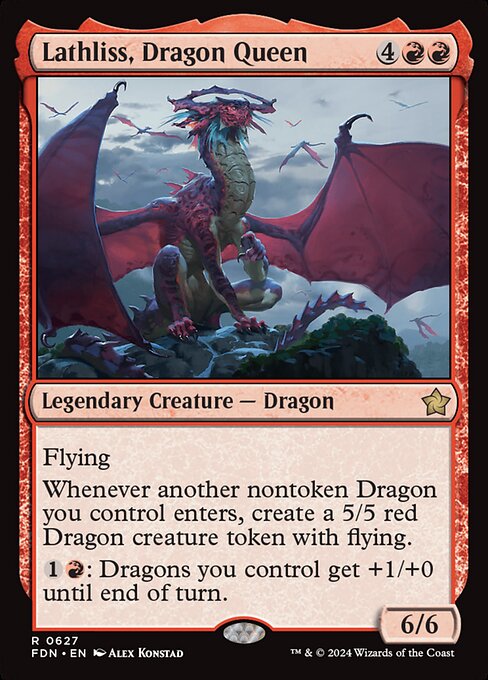 Lathliss, Dragon Queen 4
Legendary Creature — Dragon
Flying
Whenever another nontoken Dragon
you control enters, create a 5/5 red
Dragon creature token with flying.
1 : Dragons you control get +1/+0
until end of turn.
6/6
R 0627
FDN • EN Alex Konstad
™ & © 2024 Wizards of the Coast